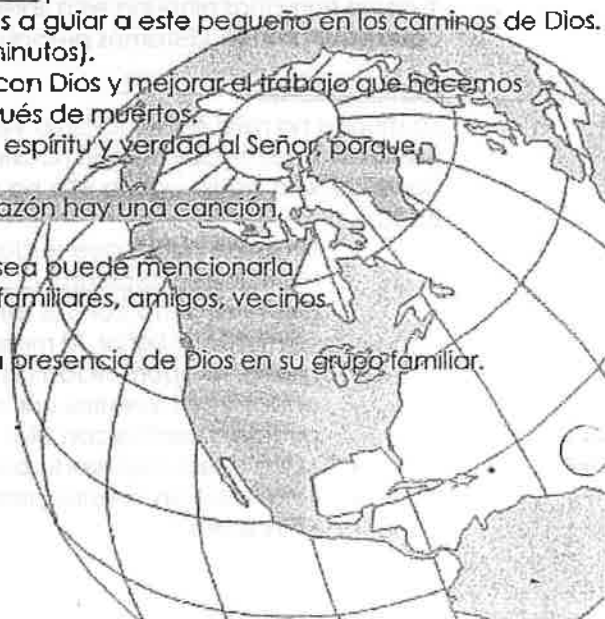 s a guiar a este pequeño en los caminos de Dios.
minutos).
con Dios y mejorar el trabajo que hacemos
ués de muertos.
espíritu y verdad al Señor, porque
azón hay una canción,
sea puede mencionarla.
familiares, amigos, vecinos.
a presencia de Dios en su grupo familiar.